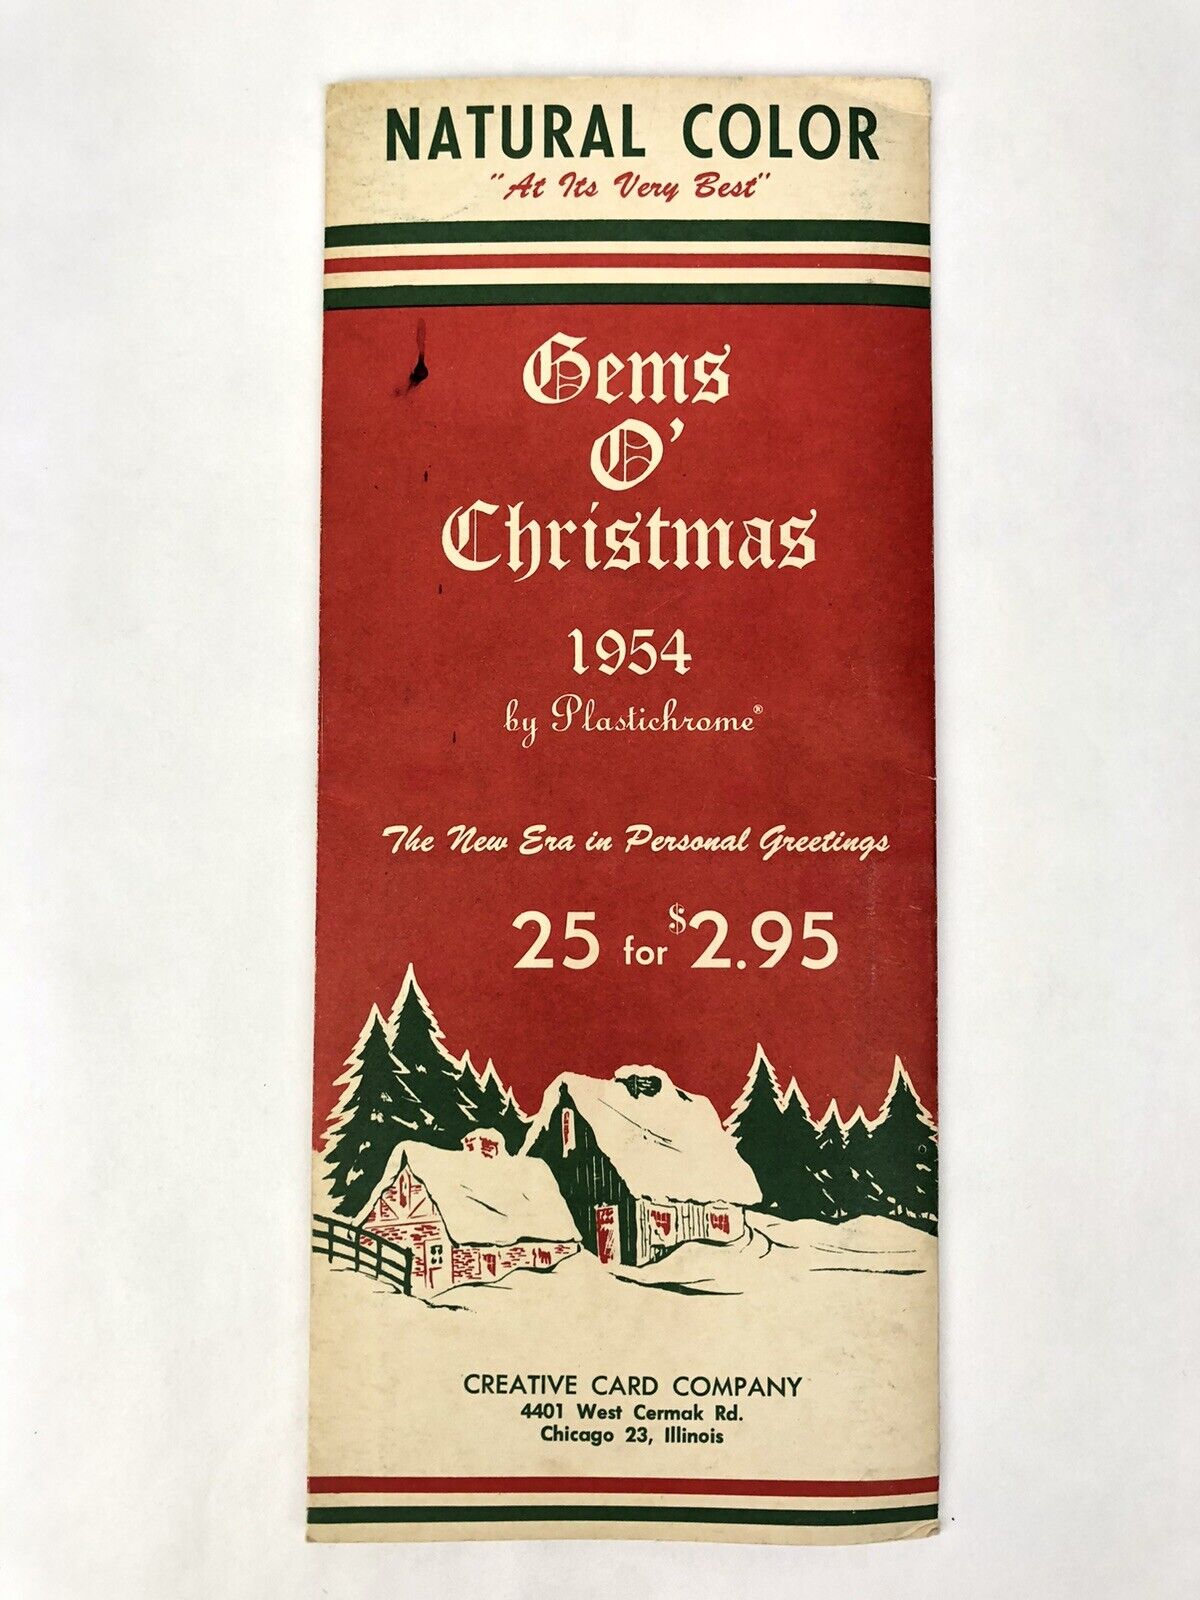 NATURAL COLOR
"At Its Very Best"
Gems
O'
Christmas
1954
by Plastichrome®
The New Era in Personal Greetings
25 for $2.95
CREATIVE CARD COMPANY
4401 West Cermak Rd.
Chicago 23, Illinois